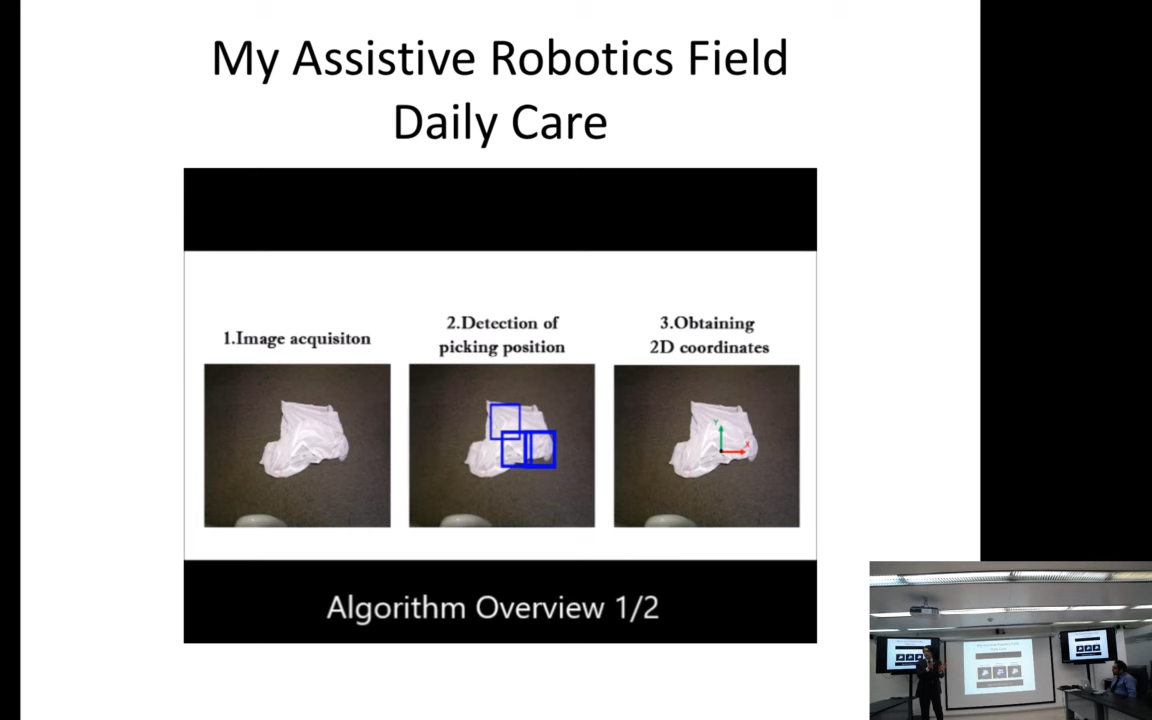 My Assistive Robotics Field
Daily Care
1.Image acquisiton
2.Detection of
picking position
3.Obtaining
2D coordinates
Y
X
Algorithm Overview 1/2